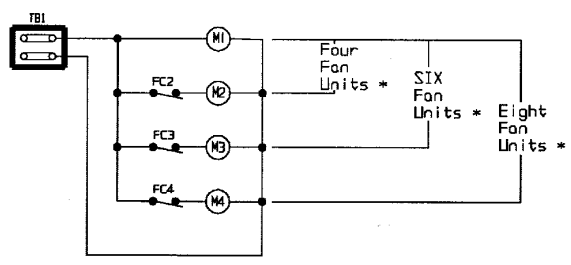 TB1
M1
FC2
M2
FC3
M3
FC4
M4
Four
Fan
Units *
SIX
Fan
Units *
Eight
Fan
Units *